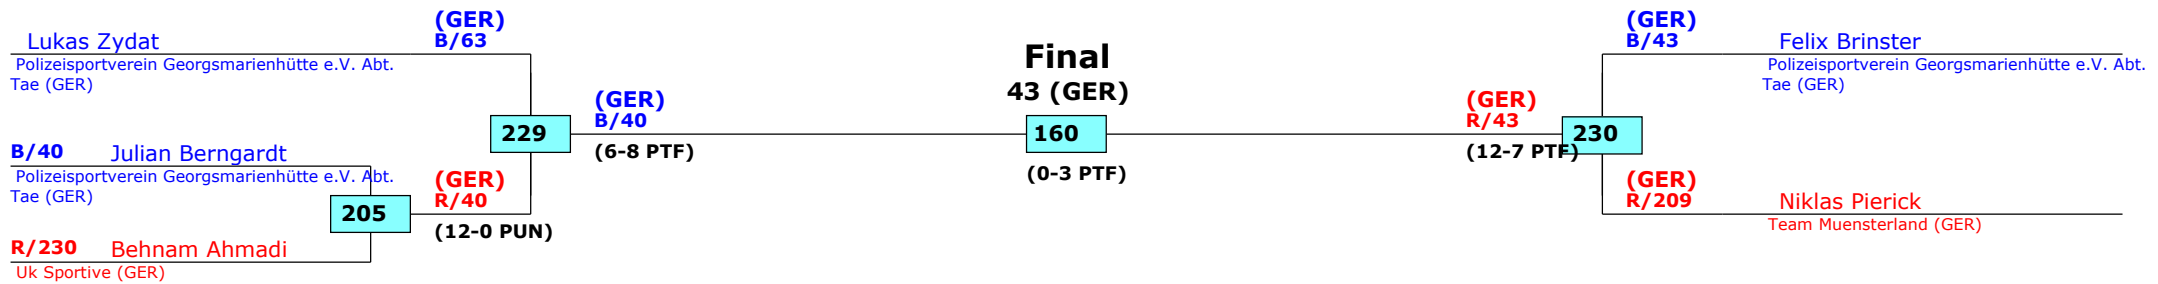 (GER)
B/63
Lukas Zydat
Polizeisportverein Georgsmarienhütte e.V. Abt.
Tae (GER)
B/40 Julian Berngardt
Polizeisportverein Georgsmarienhütte e.V. Abt.
Tae (GER)
205
R/230 Behnam Ahmadi
Uk Sportive (GER)
(GER)
R/40
(12-0 PUN)
229
(GER)
B/40
(6-8 PTF)
Final
43 (GER)
160
(0-3 PTF)
(GER)
R/43
(12-7 PTF)
230
(GER)
B/43
Felix Brinster
Polizeisportverein Georgsmarienhütte e.V. Abt.
Tae (GER)
(GER)
R/209
Niklas Pierick
Team Muensterland (GER)